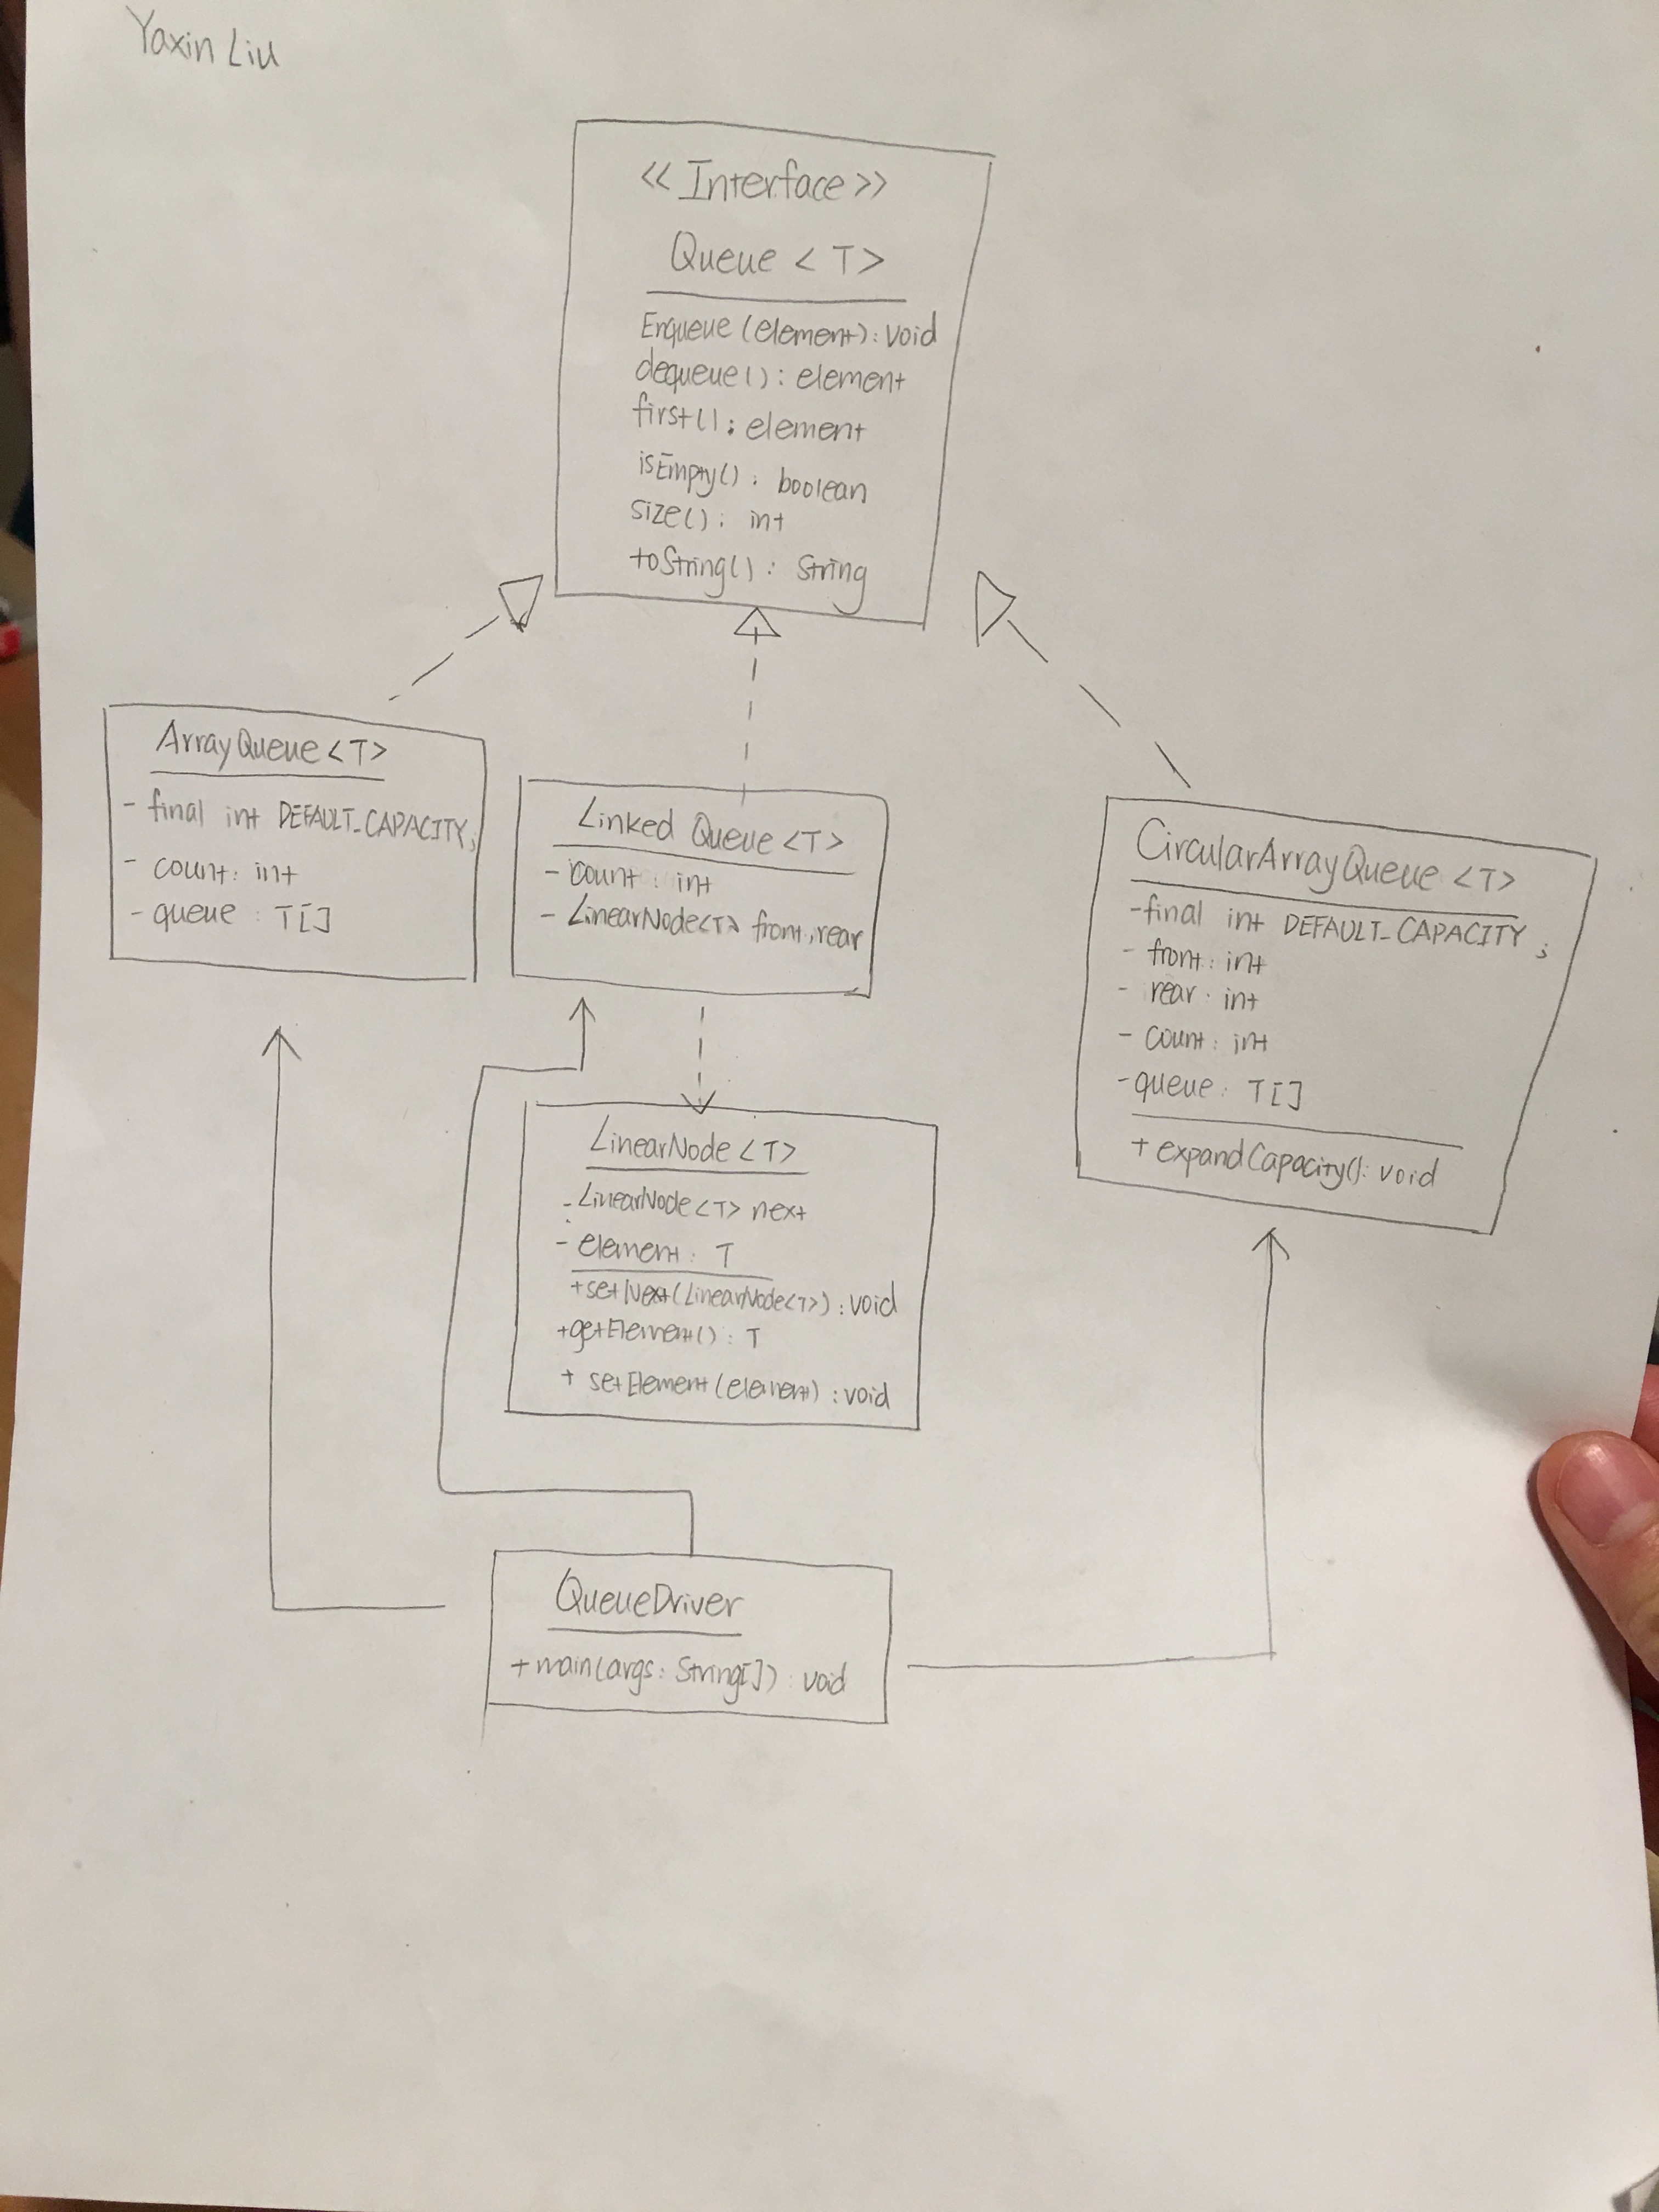 Yaxin Liu
<< Interface >>
Queue < T >
Enqueue (element): void
dequeue(): element
first(): element
isEmpty(): boolean
size(): int
toString(): String
ArrayQueue <T>
- final int DEFAULT_CAPACITY;
- count: int
- queue : T[]
Linked Queue <T>
- count : int
- LinearNode<T> front, rear
CircularArrayQueue <T>
-final int DEFAULT_CAPACITY ;
- front: int
- rear: int
- count: int
-queue: T[]
+ expandCapacity(): void
LinearNode <T>
- LinearNode<T> next
- element: T
+setNext(LinearNode<T>): void
+getElement(): T
+ setElement(element): void
QueueDriver
+main(args: String[]): void